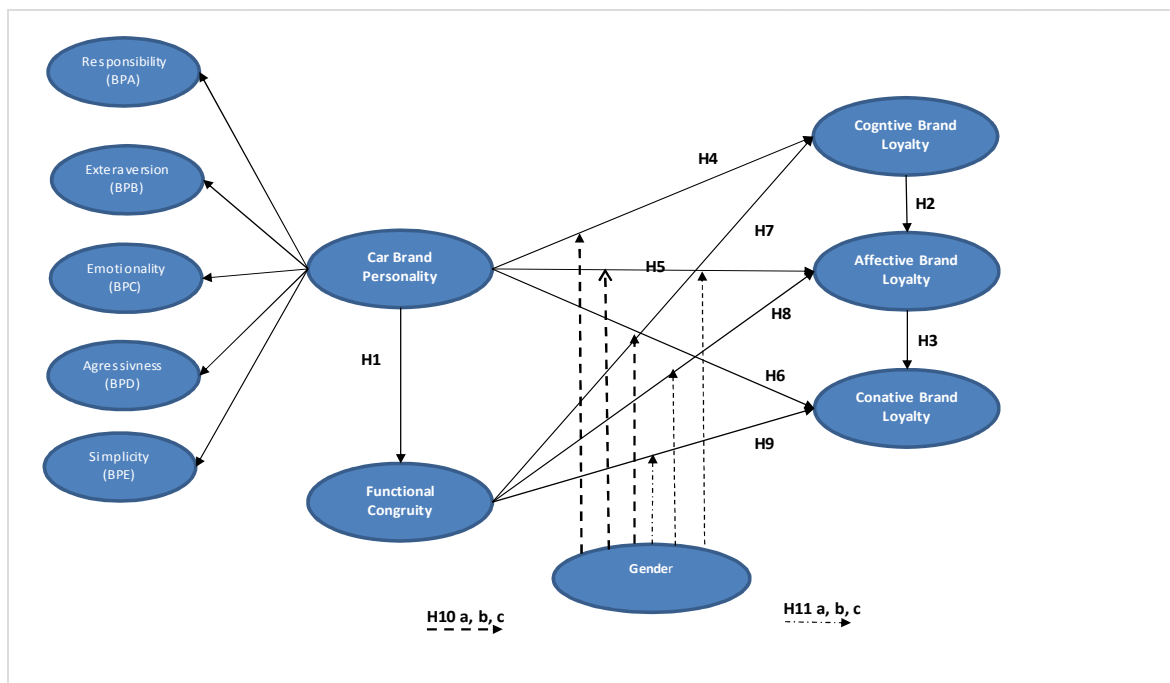 Responsibility
(BPA)
Exteraversion
(BPB)
Emotionality
(BPC)
Agressivness
(BPD)
Simplicity
(BPE)
Car Brand
Personality
H1
Functional
Congruity
H4
H7
H5
H8
H6
H9
Cogntive Brand
Loyalty
H2
Affective Brand
Loyalty
H3
Conative Brand
Loyalty
Gender
H10 a, b, c
H11 a, b, c